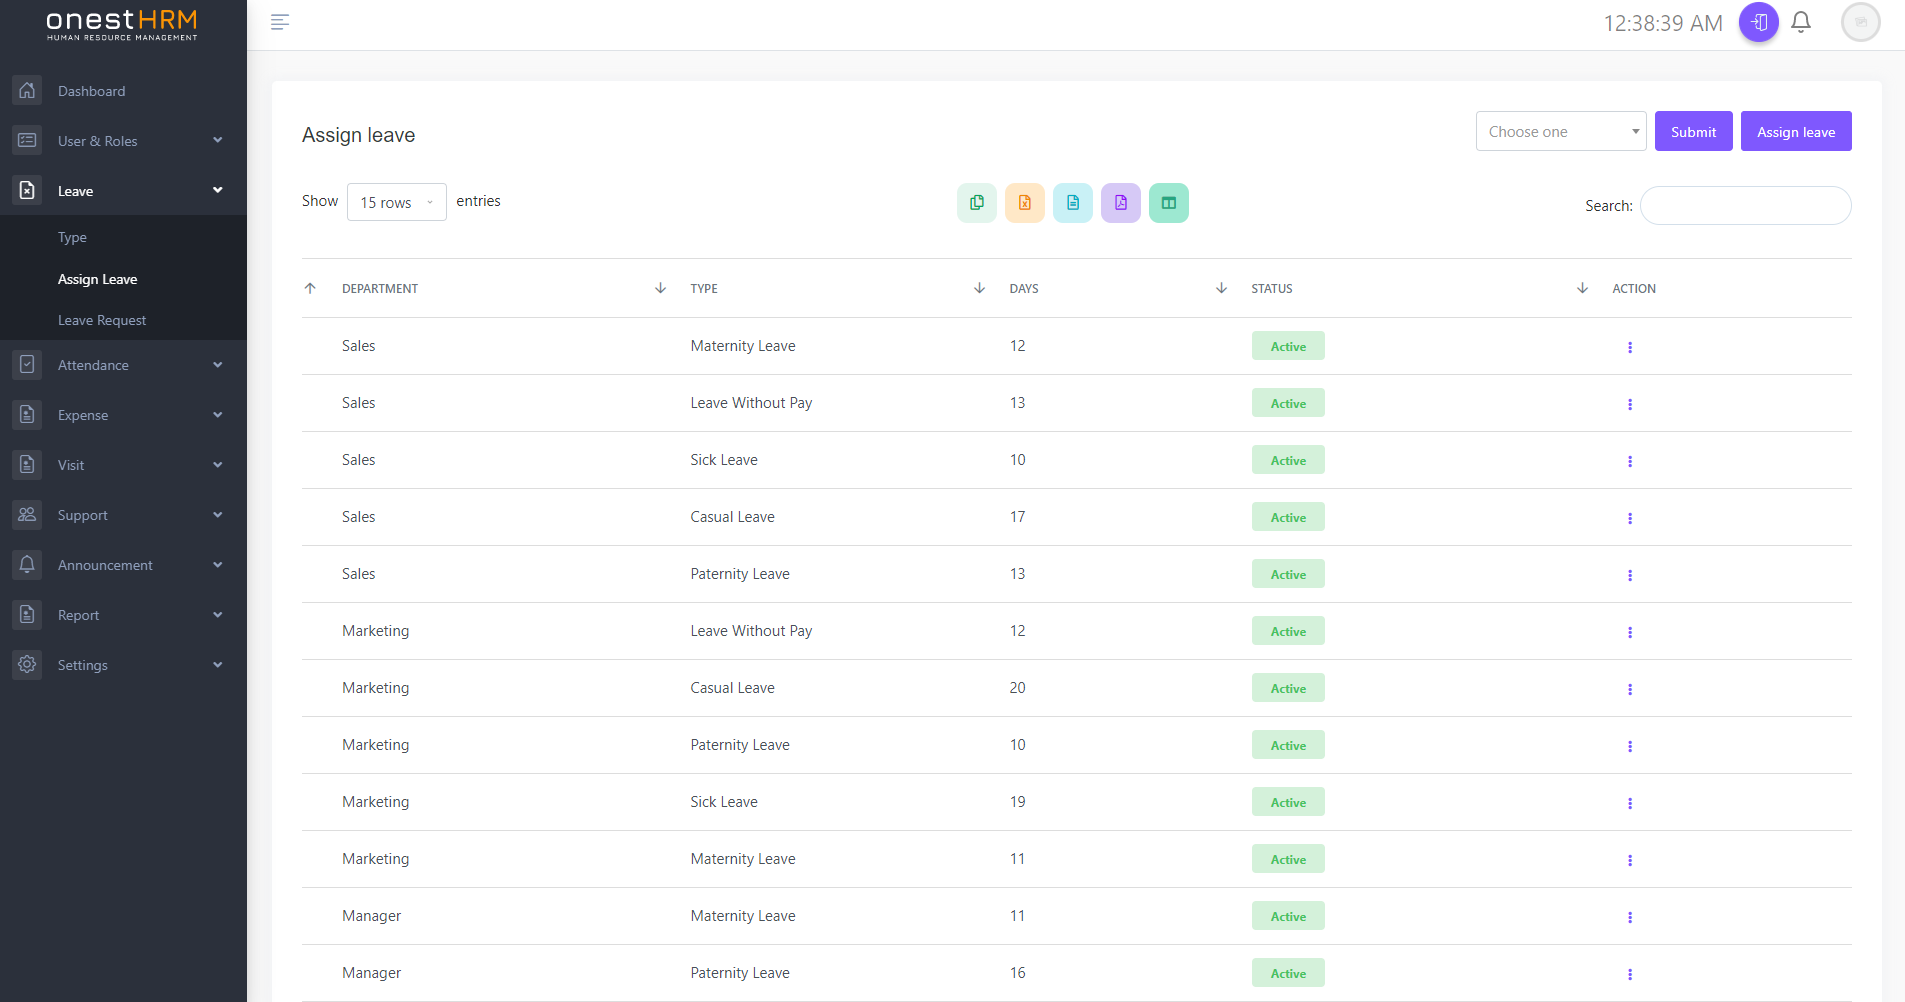 onestHRM
HUMAN RESOURCE MANAGEMENT
12:38:39 AM
Dashboard
User & Roles
Leave
Type
Assign Leave
Leave Request
Attendance
Expense
Visit
Support
Announcement
Report
Settings
Assign leave
Choose one
Submit
Assign leave
Show 15 rows entries
Search:
DEPARTMENT TYPE DAYS STATUS ACTION
Sales Maternity Leave 12 Active
Sales Leave Without Pay 13 Active
Sales Sick Leave 10 Active
Sales Casual Leave 17 Active
Sales Paternity Leave 13 Active
Marketing Leave Without Pay 12 Active
Marketing Casual Leave 20 Active
Marketing Paternity Leave 10 Active
Marketing Sick Leave 19 Active
Marketing Maternity Leave 11 Active
Manager Maternity Leave 11 Active
Manager Paternity Leave 16 Active